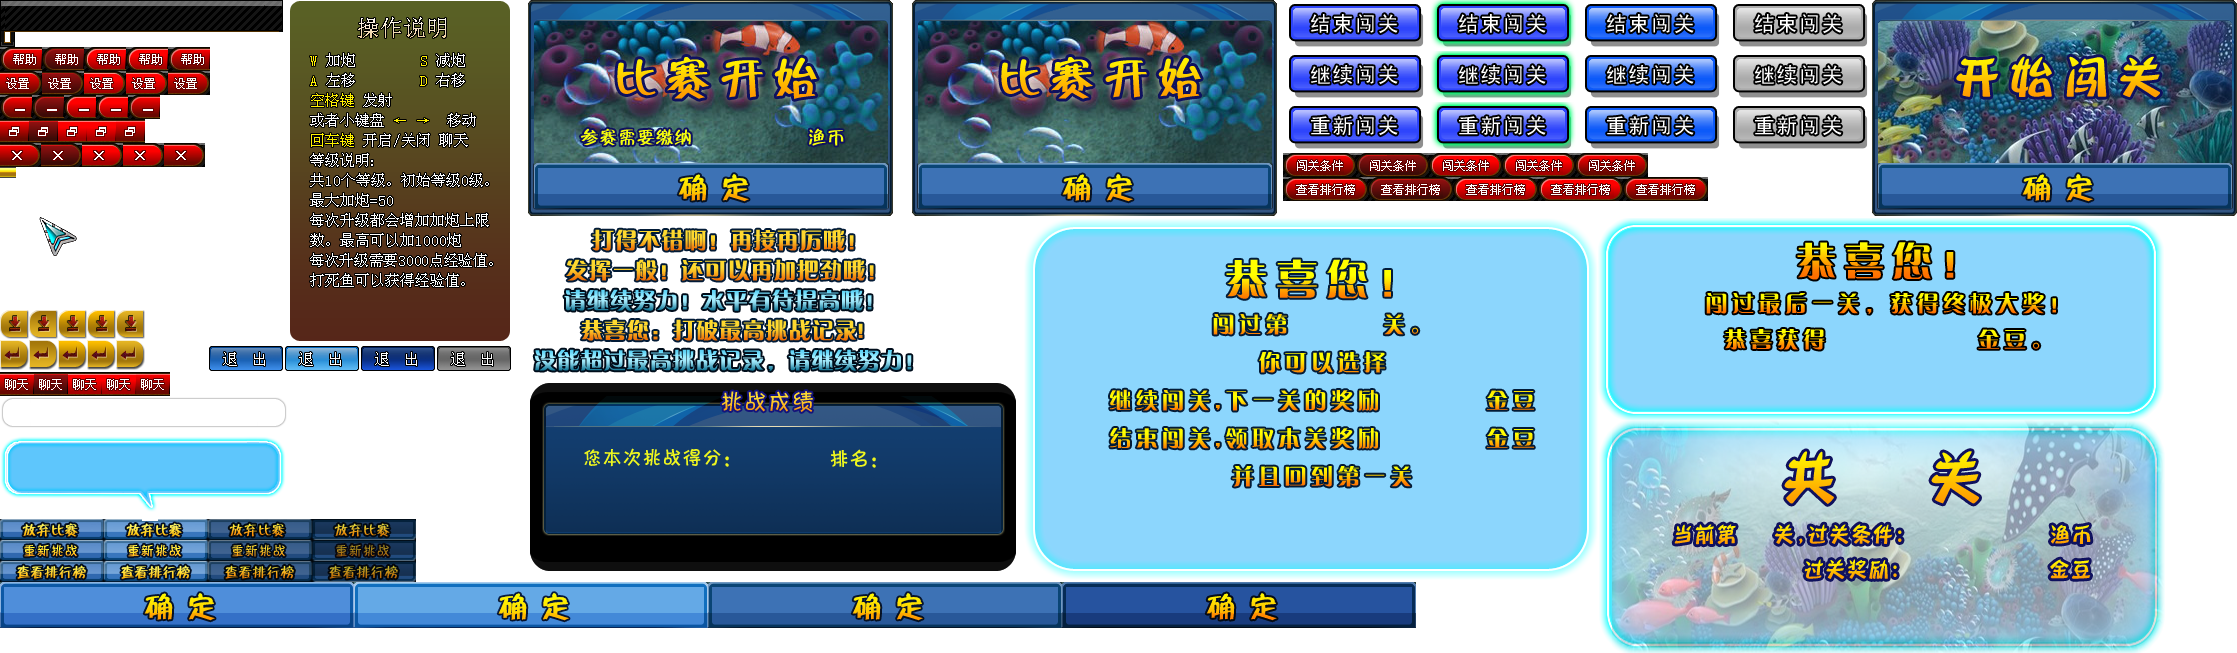 帮助 帮助 帮助 帮助 帮助
设置 设置 设置 设置 设置
操作说明
W 加炮 S 减炮
A 左移 D 右移
空格键 发射
或者小键盘 ← → 移动
回车键 开启/关闭 聊天
等级说明:
共10个等级。初始等级0级。
最大加炮=50
每次升级都会增加加炮上限
数。最高可以加1000炮
每次升级需要3000点经验值。
打死鱼可以获得经验值。
退 出 退 出 退 出 退 出
聊天 聊天 聊天 聊天 聊天
放弃比赛 放弃比赛 放弃比赛 放弃比赛
重新挑战 重新挑战 重新挑战 重新挑战
查看排行榜 查看排行榜 查看排行榜 查看排行榜
确 定 确 定 确 定 确 定
比赛开始
参赛需要缴纳 渔币
确 定
比赛开始
确 定
结束闯关 结束闯关 结束闯关 结束闯关
继续闯关 继续闯关 继续闯关 继续闯关
重新闯关 重新闯关 重新闯关 重新闯关
闯关条件 闯关条件 闯关条件 闯关条件 闯关条件
查看排行榜 查看排行榜 查看排行榜 查看排行榜 查看排行榜
开始闯关
确 定
打得不错啊！再接再厉哦！
发挥一般！还可以再加把劲哦！
请继续努力！水平有待提高哦！
恭喜您：打破最高挑战记录！
没能超过最高挑战记录，请继续努力！
挑战成绩
您本次挑战得分： 排名：
恭喜您！
闯过第 关。
你可以选择
继续闯关,下一关的奖励 金豆
结束闯关,领取本关奖励 金豆
并且回到第一关
恭喜您！
闯过最后一关，获得终极大奖！
恭喜获得 金豆。
共 关
当前第 关,过关条件： 渔币
过关奖励： 金豆